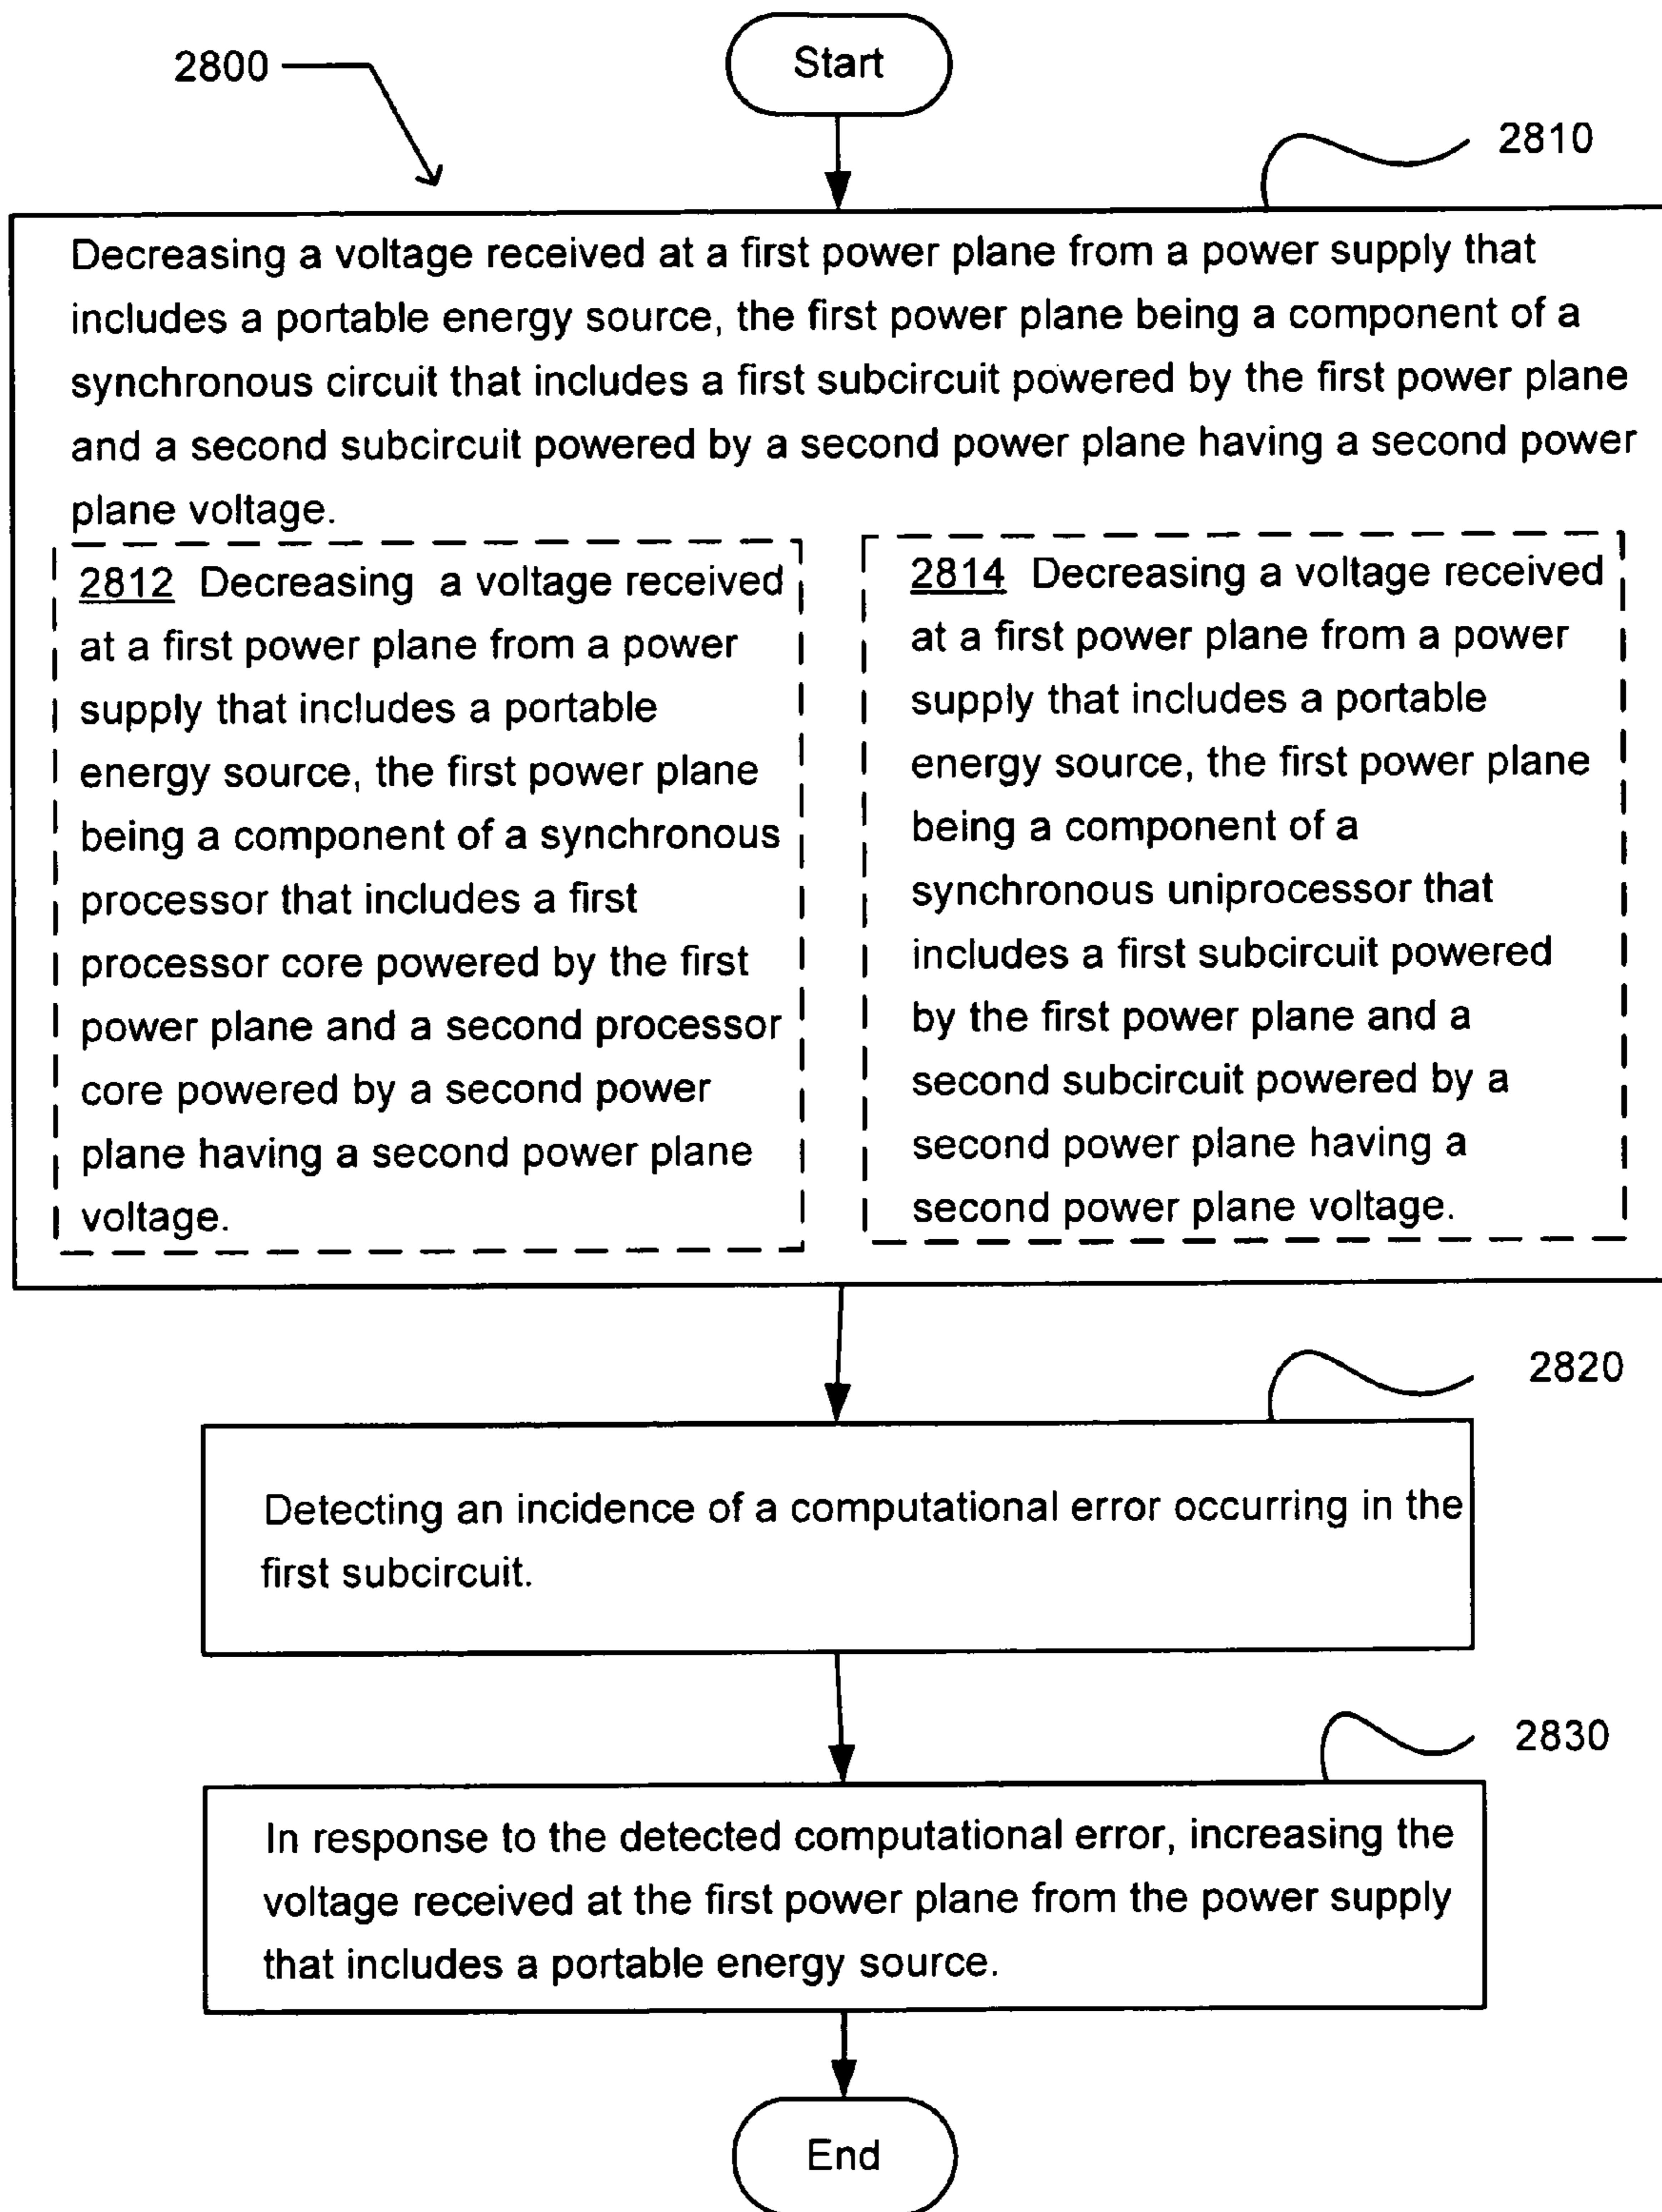 Start
2800
2810
Decreasing a voltage received at a first power plane from a power supply that
includes a portable energy source, the first power plane being a component of a
synchronous circuit that includes a first subcircuit powered by the first power plane
and a second subcircuit powered by a second power plane having a second power
plane voltage.
2812 Decreasing a voltage received
at a first power plane from a power
supply that includes a portable
energy source, the first power plane
being a component of a synchronous
processor that includes a first
processor core powered by the first
power plane and a second processor
core powered by a second power
plane having a second power plane
voltage.
2814 Decreasing a voltage received
at a first power plane from a power
supply that includes a portable
energy source, the first power plane
being a component of a
synchronous uniprocessor that
includes a first subcircuit powered
by the first power plane and a
second subcircuit powered by a
second power plane having a
second power plane voltage.
2820
Detecting an incidence of a computational error occurring in the
first subcircuit.
2830
In response to the detected computational error, increasing the
voltage received at the first power plane from the power supply
that includes a portable energy source.
End